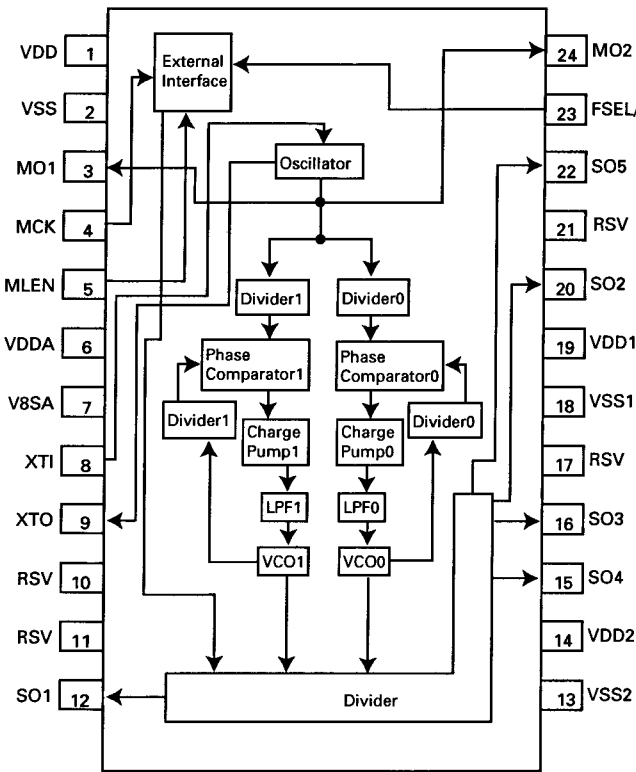 VDD 1
VSS 2
MO1 3
MCK 4
MLEN 5
VDDA 6
V8SA 7
XTI 8
XTO 9
RSV 10
RSV 11
SO1 12
External
Interface
Oscillator
Divider1
Divider0
Phase
Comparator1
Phase
Comparator0
Divider1
Charge
Pump1
Charge
Pump0
Divider0
LPF1
LPF0
VCO1
VCO0
Divider
24 MO2
23 FSEL/
22 SO5
21 RSV
20 SO2
19 VDD1
18 VSS1
17 RSV
16 SO3
15 SO4
14 VDD2
13 VSS2